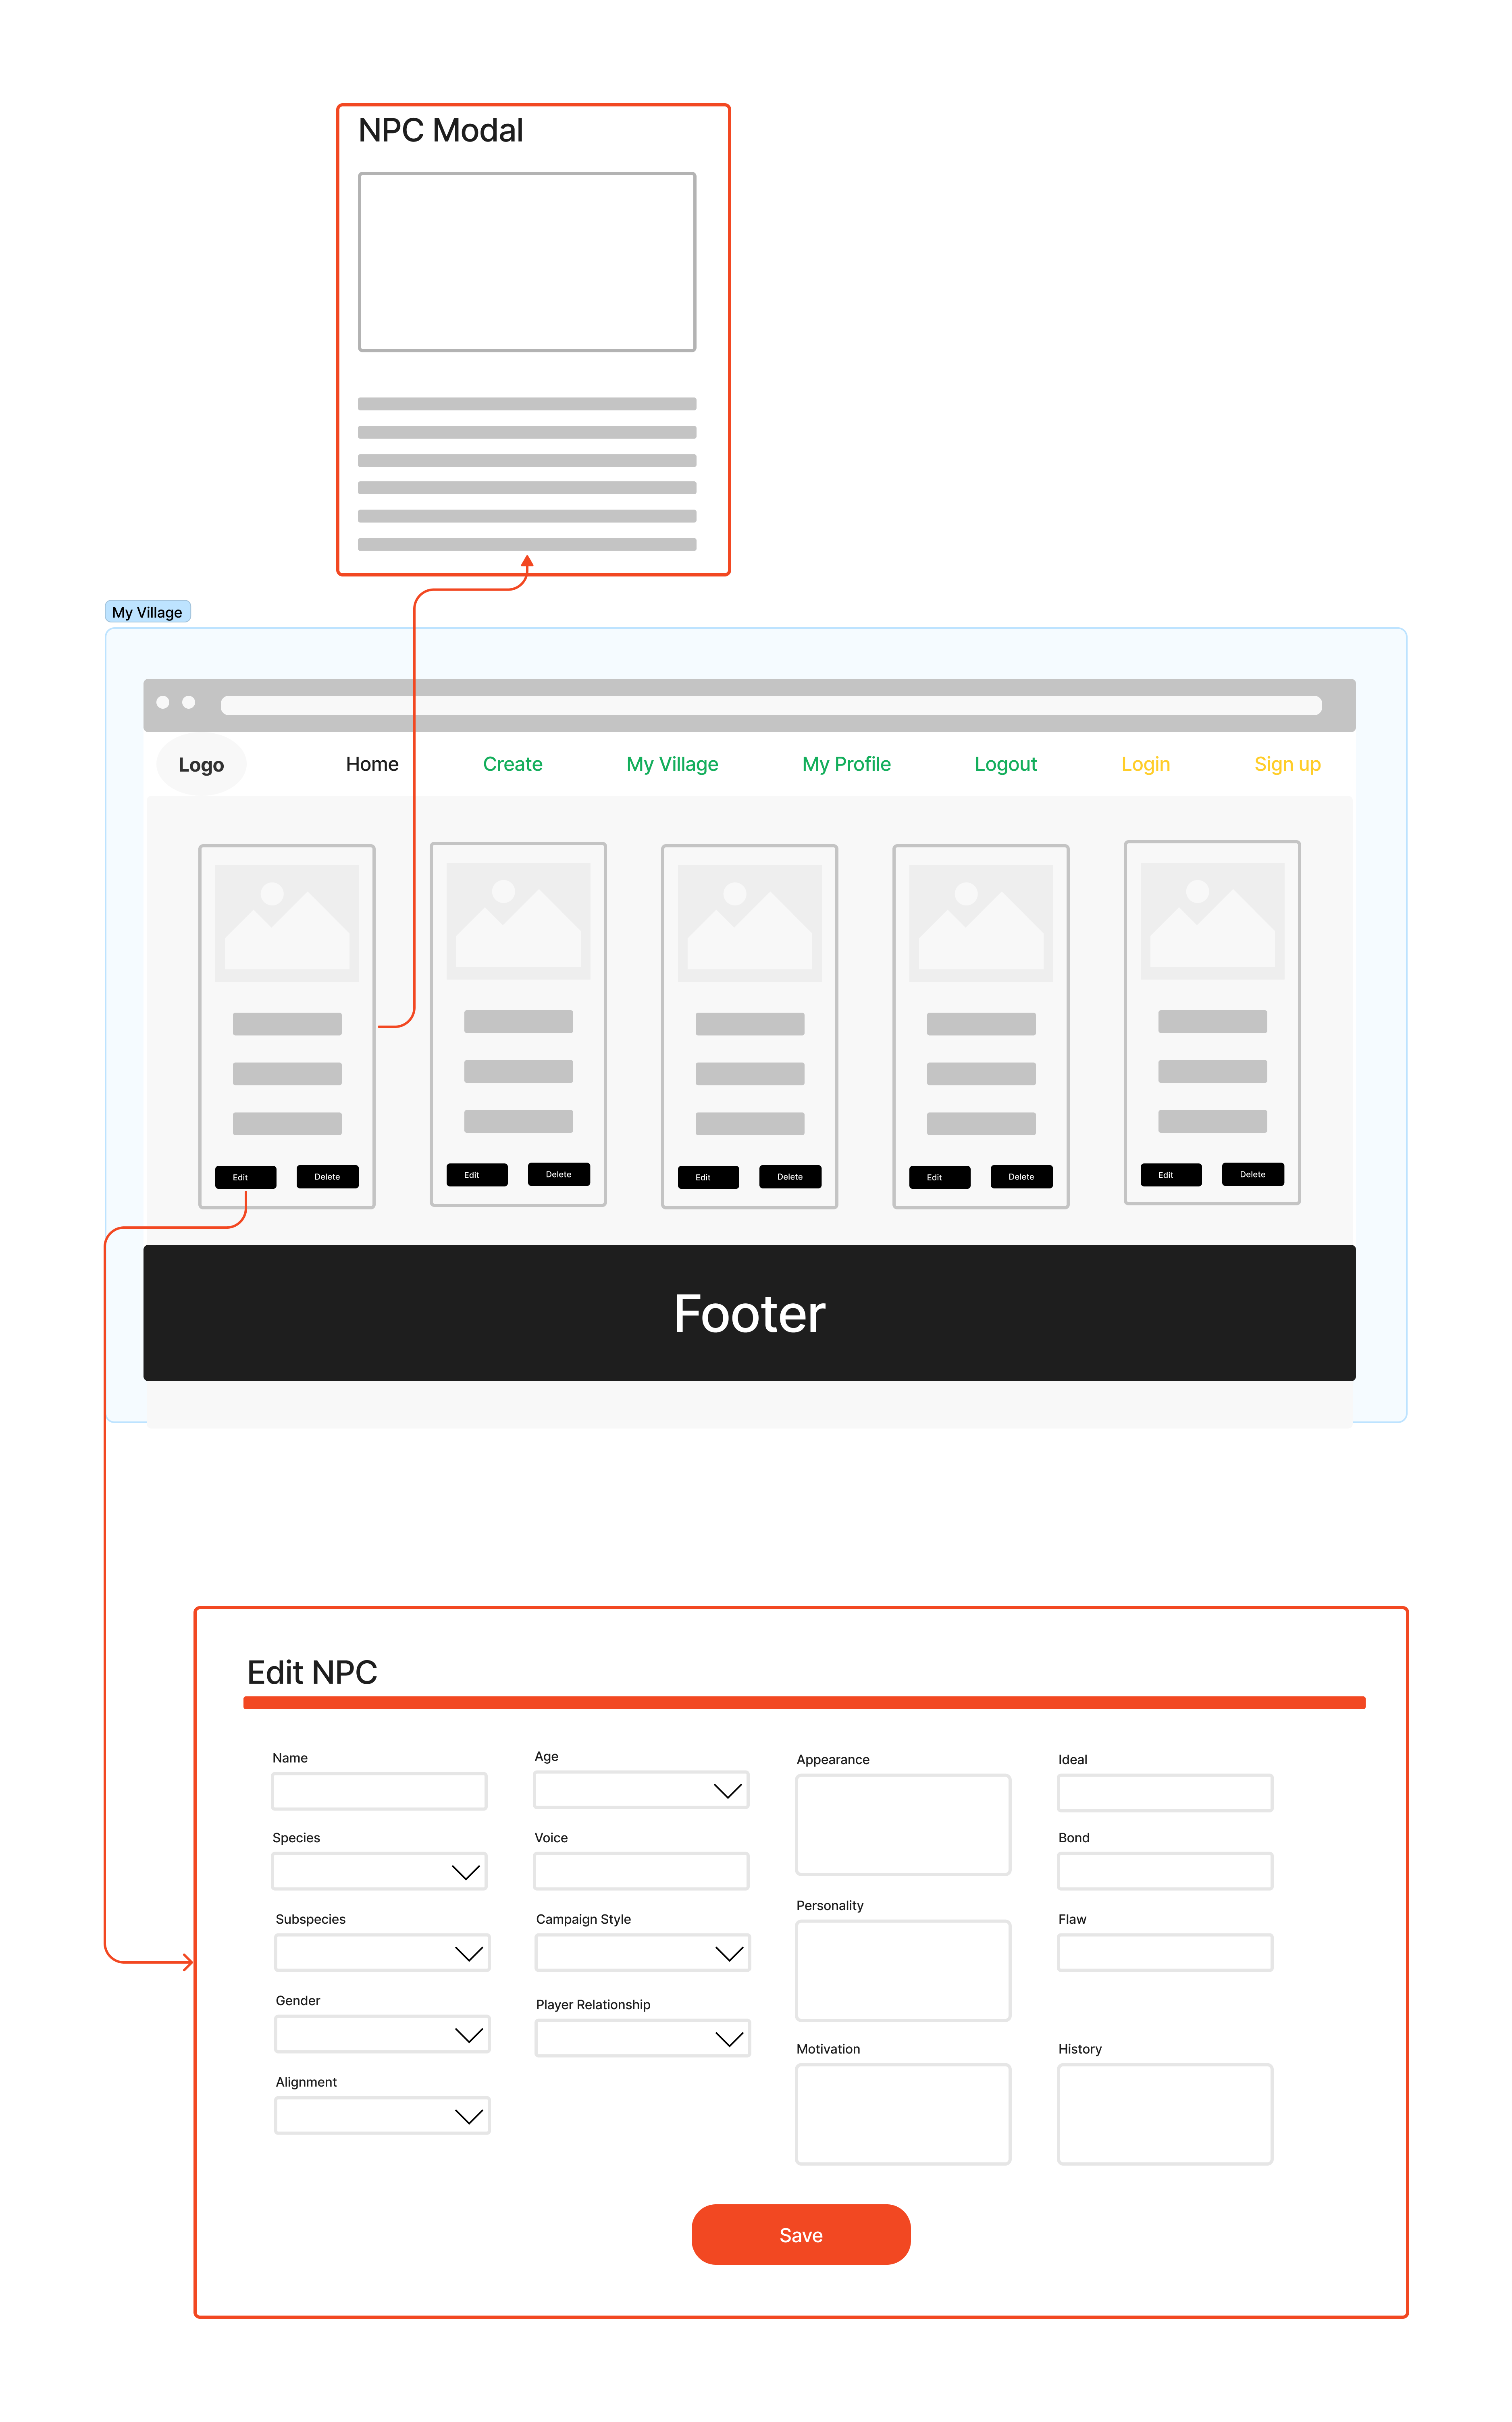 NPC Modal
My Village
Logo
Home
Create
My Village
My Profile
Logout
Login
Sign up
Edit
Delete
Edit
Delete
Edit
Delete
Edit
Delete
Edit
Delete
Footer
Edit NPC
Name
Age
Appearance
Ideal
Species
Voice
Bond
Personality
Subspecies
Campaign Style
Flaw
Gender
Player Relationship
Motivation
History
Alignment
Save